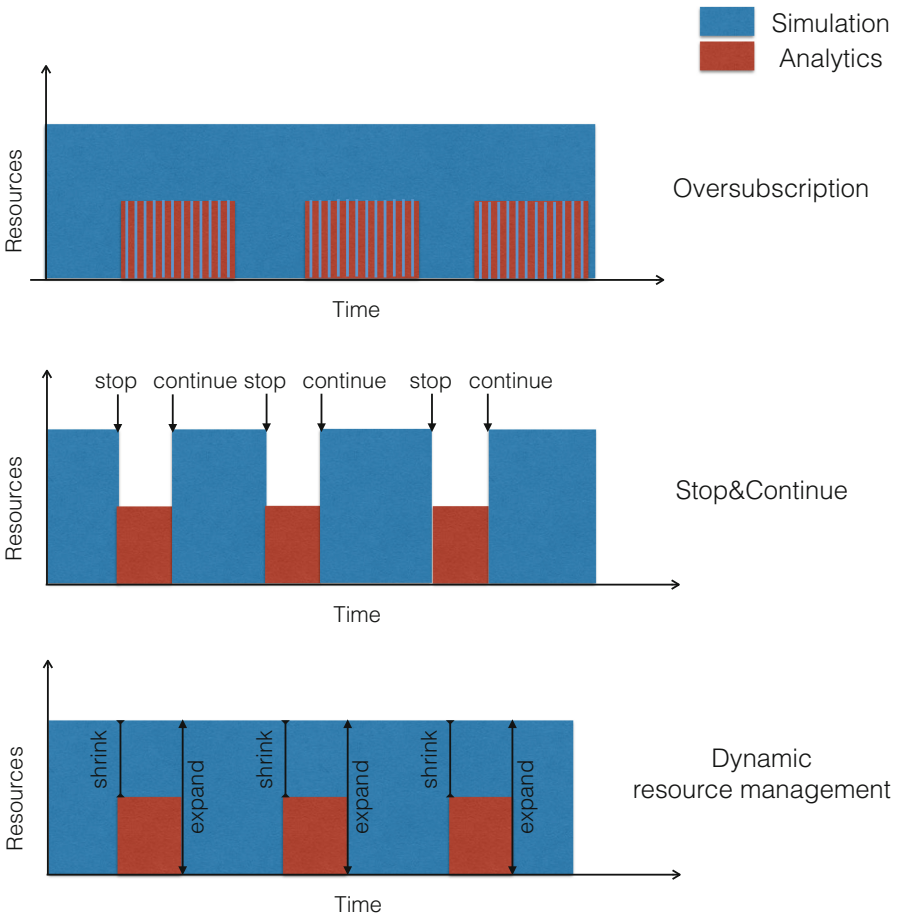 Simulation
Analytics
Resources
Oversubscription
Time
stop continue stop continue stop continue
Resources
Stop&Continue
Time
Resources
shrink
expand
shrink
expand
shrink
expand
Dynamic
resource management
Time